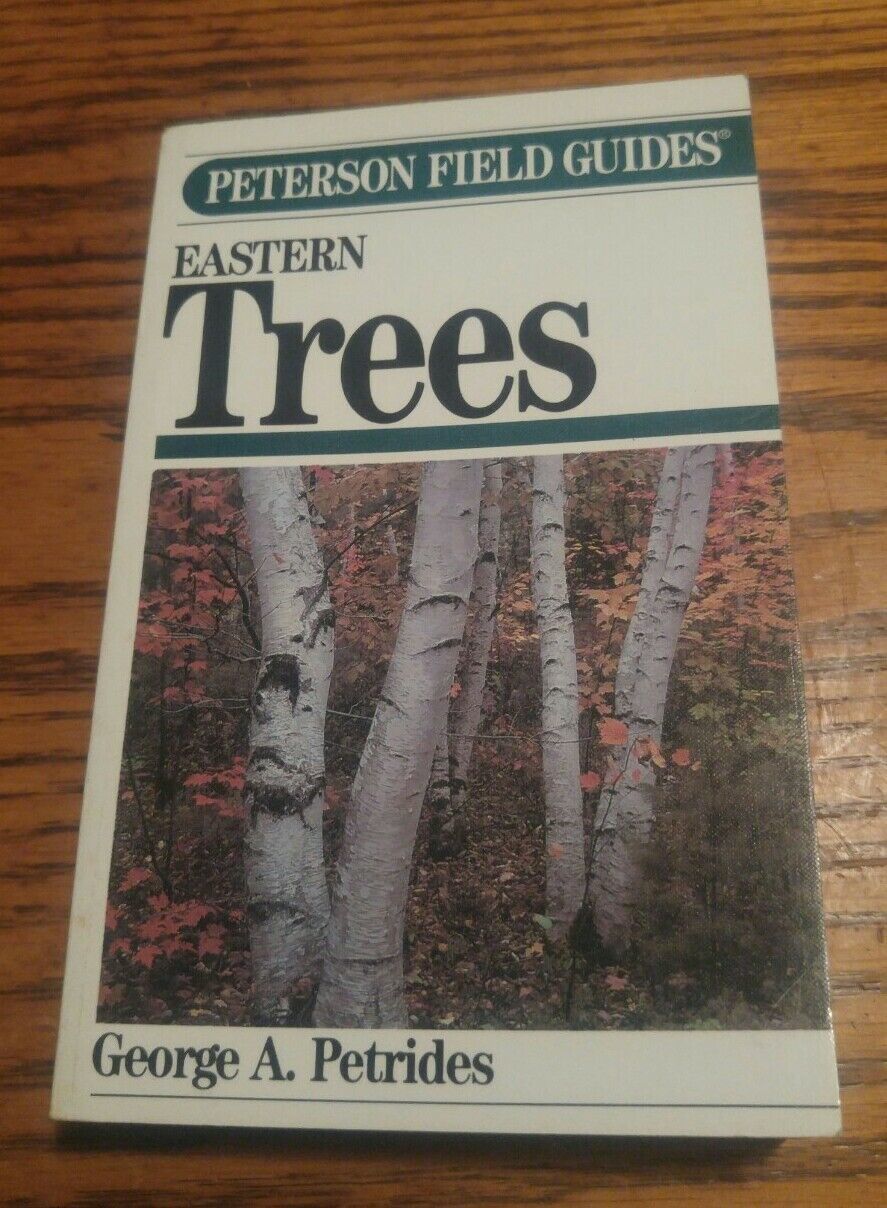 PETERSON FIELD GUIDES®
EASTERN
Trees
George A. Petrides